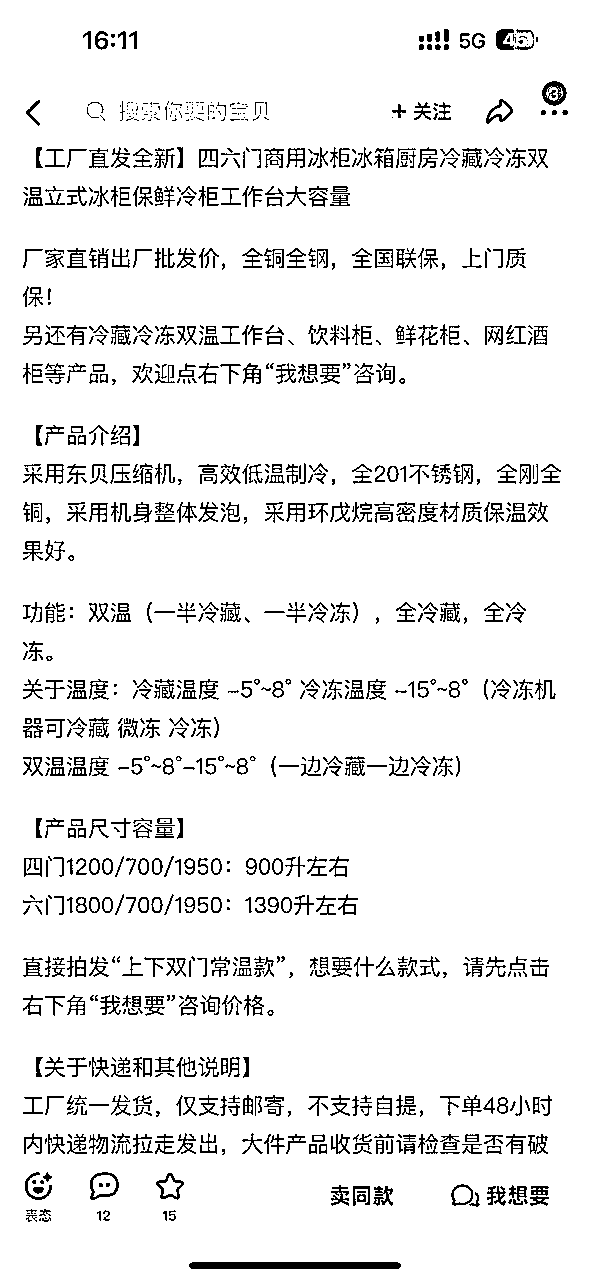 16:11
5G
搜索你要的宝贝
+ 关注
【工厂直发全新】四六门商用冰柜冰箱厨房冷藏冷冻双
温立式冰柜保鲜冷柜工作台大容量
厂家直销出厂批发价，全铜全钢，全国联保，上门质
保！
另还有冷藏冷冻双温工作台、饮料柜、鲜花柜、网红酒
柜等产品，欢迎点右下角“我想要”咨询。
【产品介绍】
采用东贝压缩机，高效低温制冷，全201不锈钢，全刚全
铜，采用机身整体发泡，采用环戊烷高密度材质保温效
果好。
功能：双温（一半冷藏、一半冷冻），全冷藏，全冷
冻。
关于温度：冷藏温度 -5°~8° 冷冻温度 -15°~8°（冷冻机
器可冷藏 微冻 冷冻）
双温温度 -5°~8°-15°~8°（一边冷藏一边冷冻）
【产品尺寸容量】
四门1200/700/1950：900升左右
六门1800/700/1950：1390升左右
直接拍发“上下双门常温款”，想要什么款式，请先点击
右下角“我想要”咨询价格。
【关于快递和其他说明】
工厂统一发货，仅支持邮寄，不支持自提，下单48小时
内快递物流拉走发出，大件产品收货前请检查是否有破
表态
12
15
卖同款
我想要